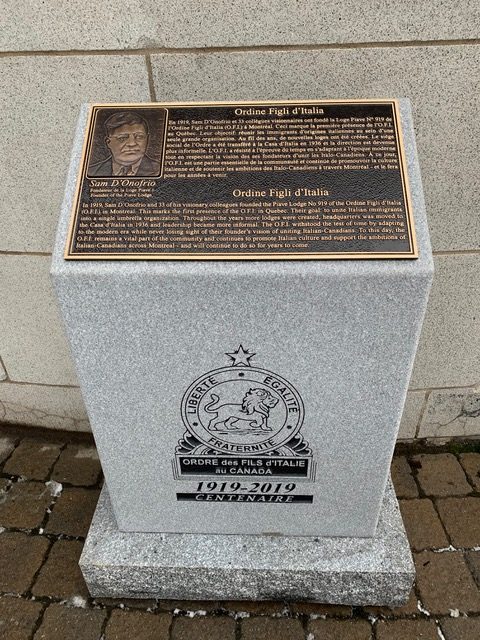 Ordine Figli d'Italia
En 1919, Sam D'Onofrio et 33 collègues visionnaires ont fondé la Loge Piave N° 919 de
l'Ordine Figli d'Italia (O.F.I.) à Montréal. Ceci marque la première présence de l'O.F.I.
au Québec. Leur objectif: réunir les immigrants d'origines italiennes au sein d'une
seule grande organisation. Au fil des ans, de nouvelles loges ont été créées. Le siège
social de l'Ordre a été transféré à la Casa d'Italia en 1936 et la direction est devenue
plus informelle. L'O.F.I. a résisté à l'épreuve du temps en s'adaptant à l'époque moderne
tout en respectant la vision de ses fondateurs d'unir les Italo-Canadiens. À ce jour,
l'O.F.I. est une partie essentielle de la communauté et continue de promouvoir la culture
italienne et de soutenir les ambitions des Italo-Canadiens à travers Montréal - et le fera
pour les années à venir.
Sam D'Onofrio
Fondateur de la Loge Piave /
Founder of the Piave Lodge
Ordine Figli d'Italia
In 1919, Sam D'Onofrio and 33 of his visionary colleagues founded the Piave Lodge No 919 of the Ordine Figli d'Italia
(O.F.I.) in Montreal. This marks the first presence of the O.F.I. in Quebec. Their goal: to unite Italian immigrants
into a single umbrella organization. Throughout the years more lodges were created, headquarters was moved to
the Casa d'Italia in 1936 and leadership became more informal. The O.F.I. withstood the test of time by adapting
to the modern era while never losing sight of their founder's vision of uniting Italian-Canadians. To this day, the
O.F.I. remains a vital part of the community and continues to promote Italian culture and support the ambitions of
Italian-Canadians across Montreal - and will continue to do so for years to come.
LIBERTÉ • ÉGALITÉ •
FRATERNITÉ
ORDRE des FILS d'ITALIE
au CANADA
1919-2019
CENTENAIRE